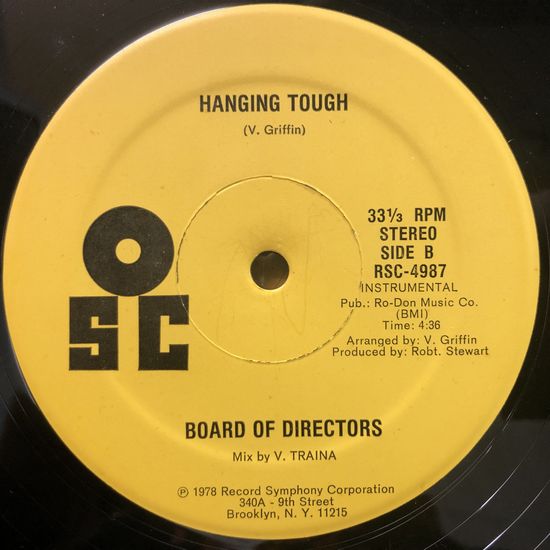 HANGING TOUGH
(V. Griffin)
33⅓ RPM
STEREO
SIDE B
RSC-4987
INSTRUMENTAL
Pub.: Ro-Don Music Co.
(BMI)
Time: 4:36
Arranged by: V. Griffin
Produced by: Robt. Stewart
O
SC
BOARD OF DIRECTORS
Mix by V. TRAINA
℗ 1978 Record Symphony Corporation
340A - 9th Street
Brooklyn, N. Y. 11215